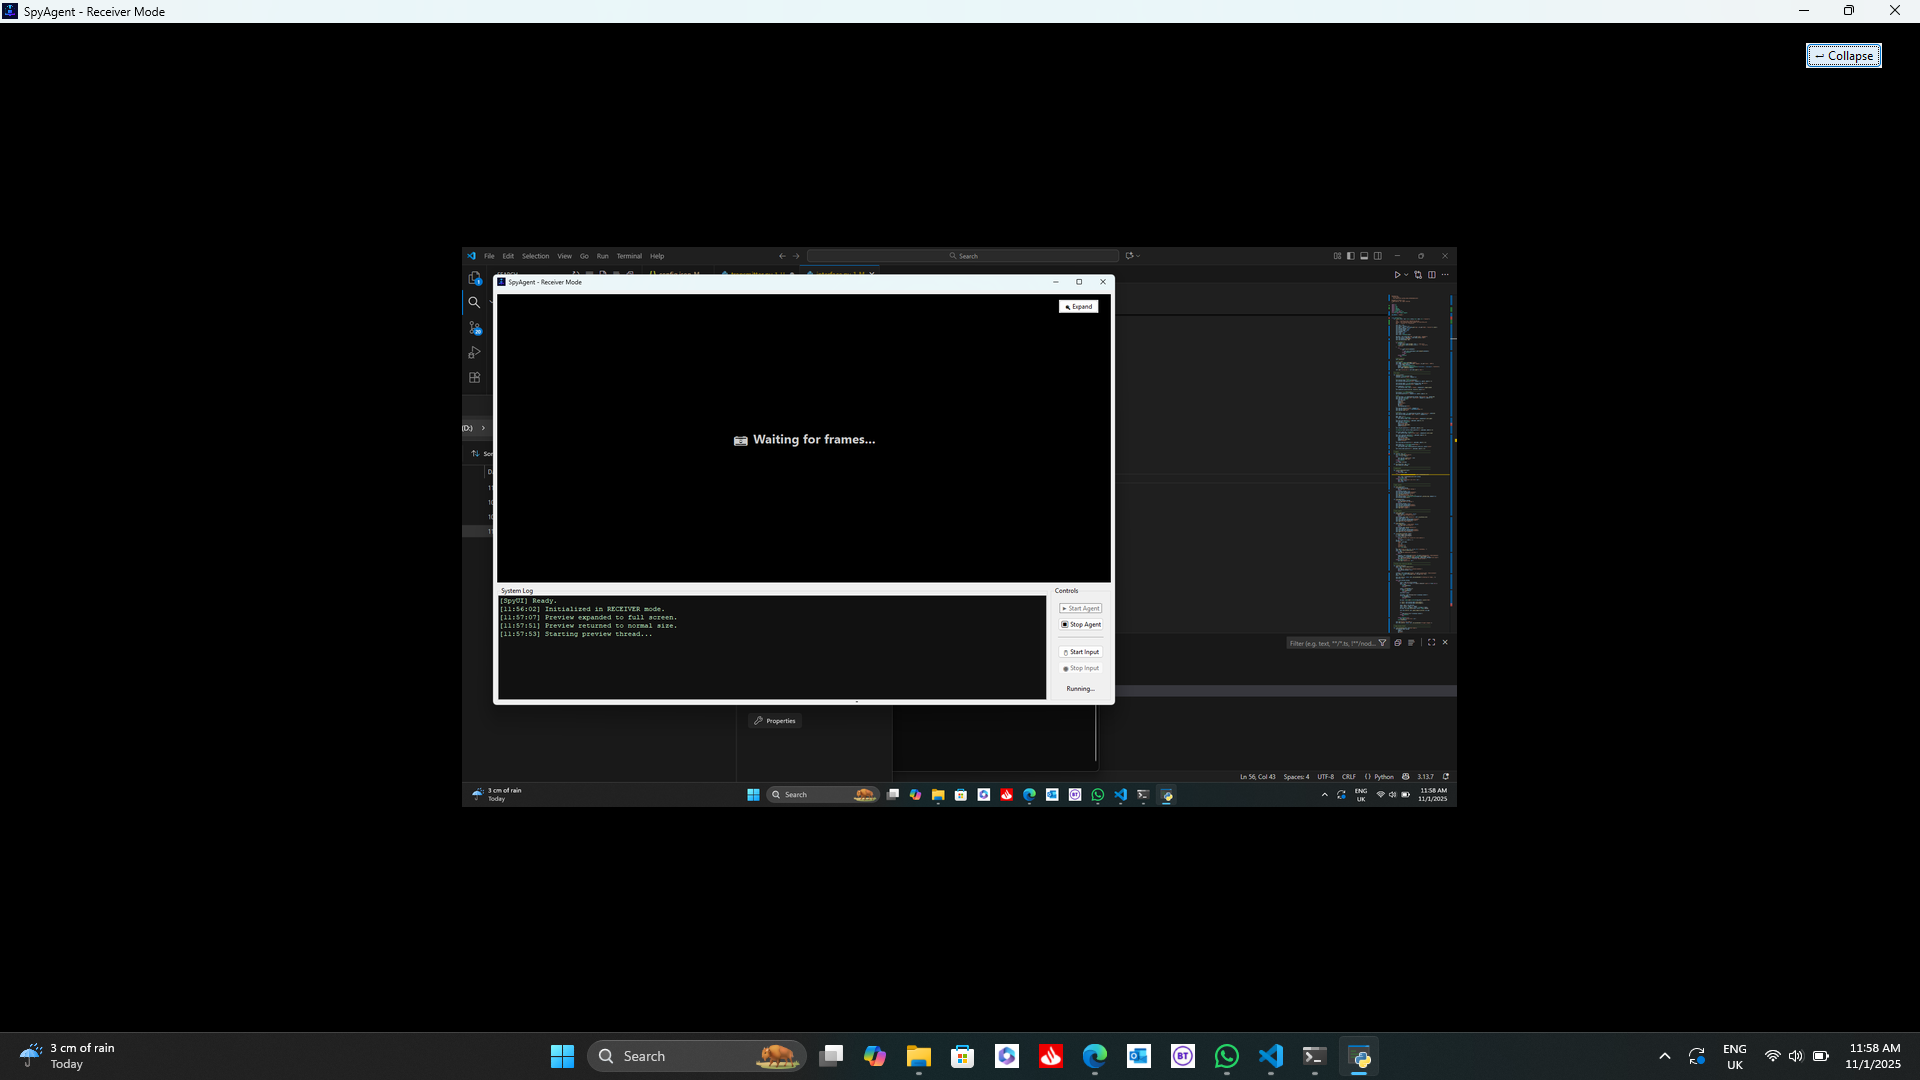 SpyAgent - Receiver Mode
Collapse
File Edit Selection View Go Run Terminal Help
Search
SpyAgent - Receiver Mode
Expand
Waiting for frames...
System Log
[SpyUI] Ready.
[11:56:02] Initialized in RECEIVER mode.
[11:57:07] Preview expanded to full screen.
[11:57:51] Preview returned to normal size.
[11:57:53] Starting preview thread...
Controls
Start Agent
Stop Agent
Start Input
Stop Input
Running...
(D:)
Filter (e.g. text, **/*.ts, !**/nod...
Properties
Ln 56, Col 43 Spaces: 4 UTF-8 CRLF Python 3.13.7
3 cm of rain
Today
Search
ENG
UK
11:58 AM
11/1/2025
3 cm of rain
Today
Search
BT
ENG
UK
11:58 AM
11/1/2025